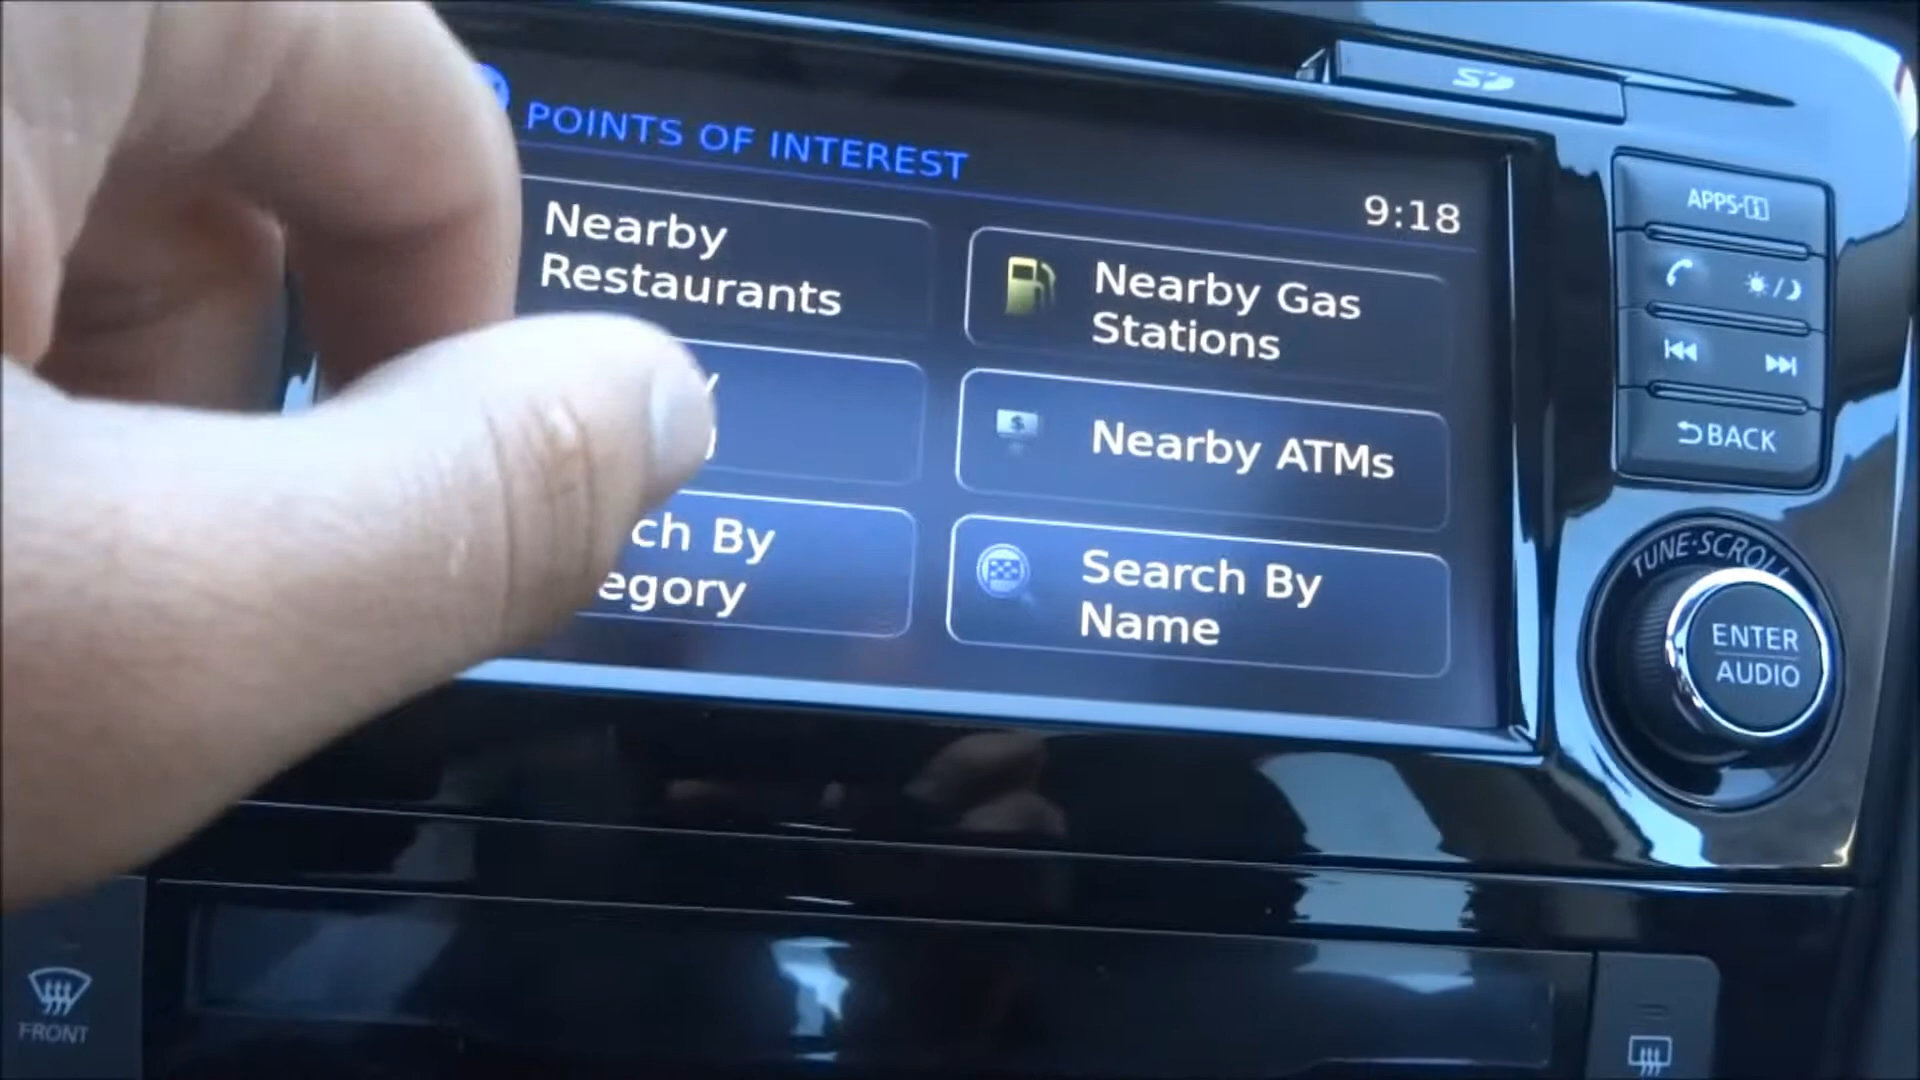 SD
POINTS OF INTEREST
9:18
Nearby
Restaurants
Nearby Gas
Stations
Nearby ATMs
ch By
egory
Search By
Name
APPS·i
BACK
TUNE·SCROLL
ENTER
AUDIO
FRONT